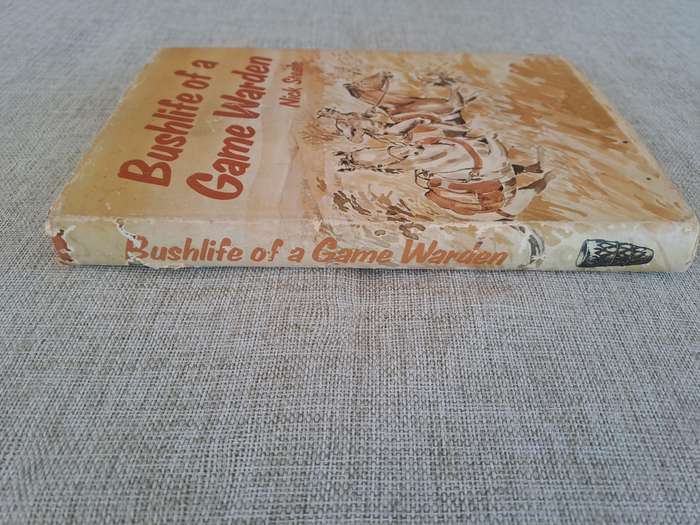 Bushlife of a
Game Warden
Nick Steele
Bushlife of a Game Warden